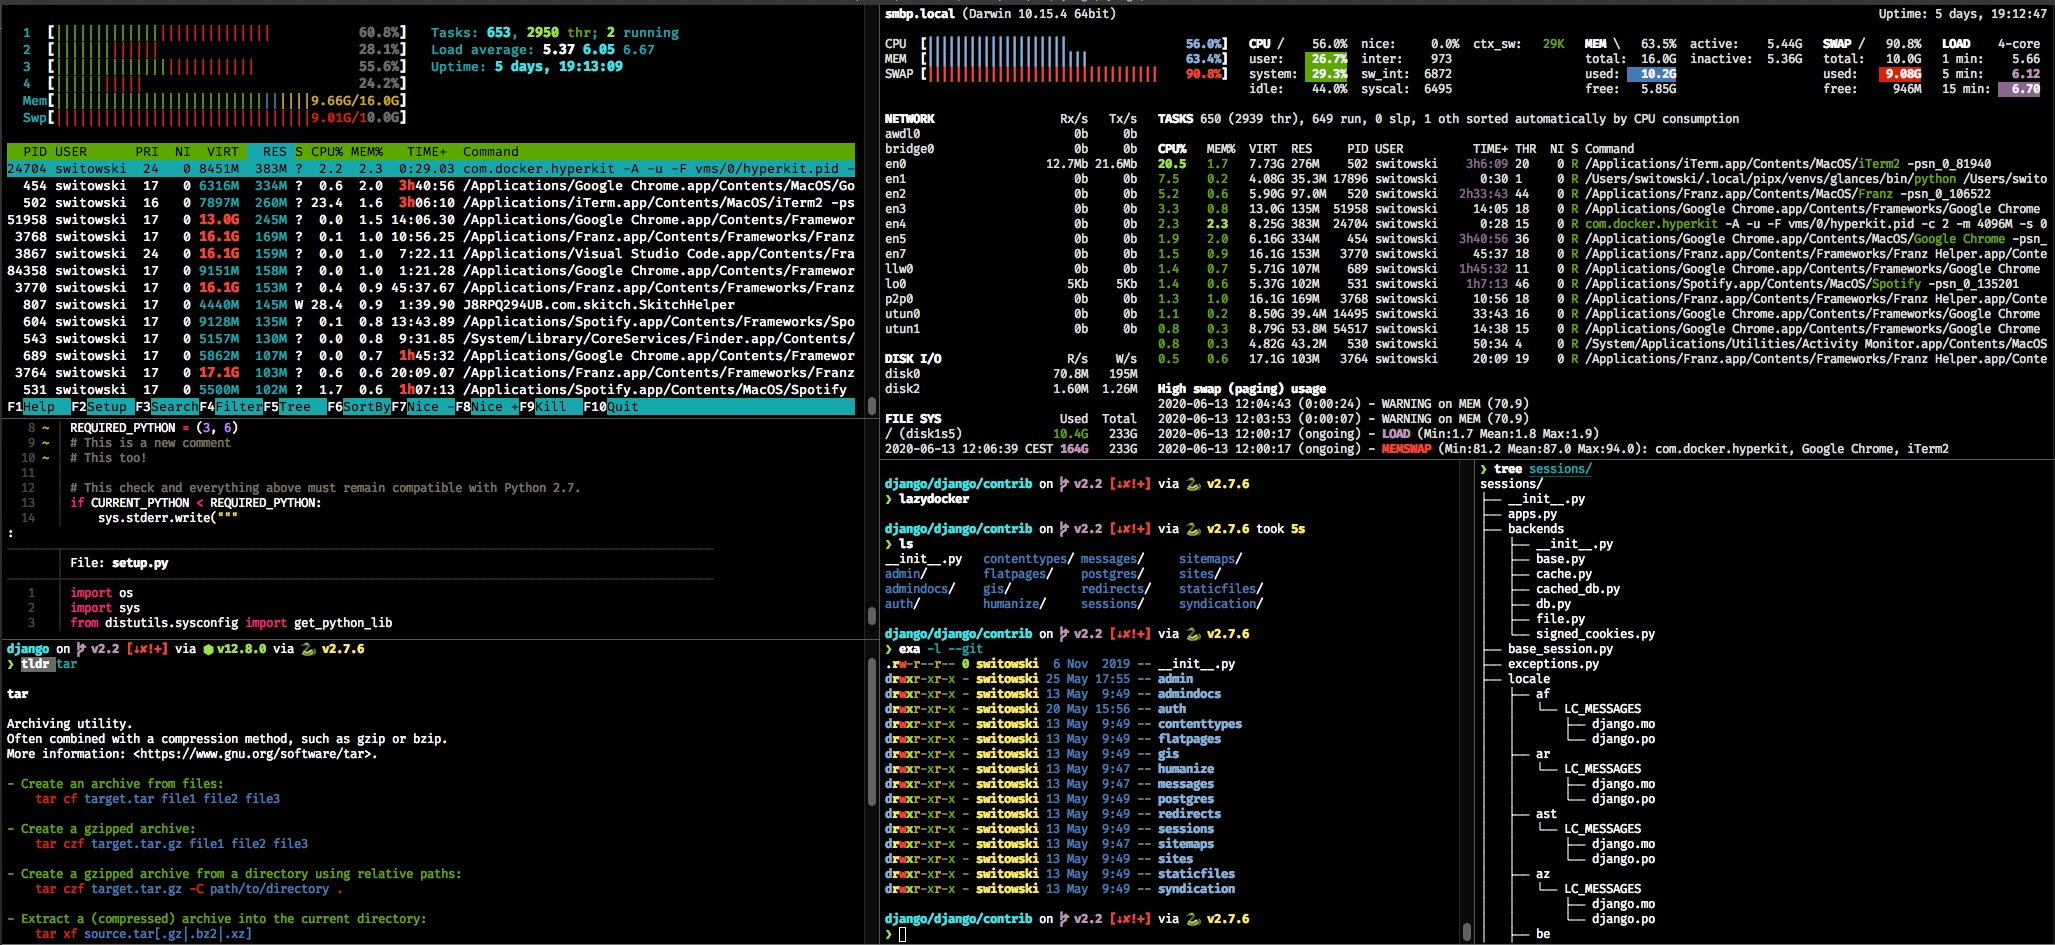 1 [ 60.8%] Tasks: 653, 2950 thr; 2 running
2 [ 28.1%] Load average: 5.37 6.05 6.67
3 [ 55.6%] Uptime: 5 days, 19:13:09
4 [ 24.2%]
Mem[ 9.66G/16.0G]
Swp[ 9.01G/10.0G]
PID USER PRI NI VIRT RES S CPU% MEM% TIME+ Command
24704 switowski 24 0 8451M 383M ? 2.2 2.3 0:29.03 com.docker.hyperkit -A -u -F vms/0/hyperkit.pid -
454 switowski 17 0 6316M 334M ? 0.6 2.0 3h40:56 /Applications/Google Chrome.app/Contents/MacOS/Go
502 switowski 16 0 7897M 260M ? 23.4 1.6 3h06:10 /Applications/iTerm.app/Contents/MacOS/iTerm2 -ps
51958 switowski 17 0 13.0G 245M ? 0.0 1.5 14:06.30 /Applications/Google Chrome.app/Contents/Framewor
3768 switowski 17 0 16.1G 169M ? 0.1 1.0 10:56.25 /Applications/Franz.app/Contents/Frameworks/Franz
3867 switowski 24 0 16.1G 159M ? 0.0 1.0 7:22.11 /Applications/Visual Studio Code.app/Contents/Fra
84358 switowski 17 0 9151M 158M ? 0.0 1.0 1:21.28 /Applications/Google Chrome.app/Contents/Framewor
3770 switowski 17 0 16.1G 153M ? 0.4 0.9 45:37.67 /Applications/Franz.app/Contents/Frameworks/Franz
807 switowski 17 0 4440M 145M W 28.4 0.9 1:39.90 J8RPQ294UB.com.skitch.SkitchHelper
604 switowski 17 0 9128M 135M ? 0.1 0.8 13:43.89 /Applications/Spotify.app/Contents/Frameworks/Spo
543 switowski 17 0 5157M 130M ? 0.0 0.8 9:31.85 /System/Library/CoreServices/Finder.app/Contents/
689 switowski 17 0 5862M 107M ? 0.0 0.7 1h45:32 /Applications/Google Chrome.app/Contents/Framewor
3764 switowski 17 0 17.1G 103M ? 0.6 0.6 20:09.07 /Applications/Franz.app/Contents/Frameworks/Franz
531 switowski 17 0 5500M 102M ? 1.7 0.6 1h07:13 /Applications/Spotify.app/Contents/MacOS/Spotify
F1Help F2Setup F3SearchF4FilterF5Tree F6SortByF7Nice -F8Nice +F9Kill F10Quit
8 ~ REQUIRED_PYTHON = (3, 6)
9 ~ # This is a new comment
10 ~ # This too!
11
12 # This check and everything above must remain compatible with Python 2.7.
13 if CURRENT_PYTHON < REQUIRED_PYTHON:
14 sys.stderr.write("""
:
File: setup.py
1 import os
2 import sys
3 from distutils.sysconfig import get_python_lib
django on v2.2 [↓✘!+] via v12.8.0 via v2.7.6
❯ tldr tar
tar
Archiving utility.
Often combined with a compression method, such as gzip or bzip.
More information: <https://www.gnu.org/software/tar>.
- Create an archive from files:
tar cf target.tar file1 file2 file3
- Create a gzipped archive:
tar czf target.tar.gz file1 file2 file3
- Create a gzipped archive from a directory using relative paths:
tar czf target.tar.gz -C path/to/directory .
- Extract a (compressed) archive into the current directory:
tar xf source.tar[.gz|.bz2|.xz]
smbp.local (Darwin 10.15.4 64bit) Uptime: 5 days, 19:12:47
CPU [ 56.0%] CPU / 56.0% nice: 0.0% ctx_sw: 29K MEM \ 63.5% active: 5.44G SWAP / 90.8% LOAD 4-core
MEM [ 63.4%] user: 26.7% inter: 973 total: 16.0G inactive: 5.36G total: 10.0G 1 min: 5.66
SWAP [ 90.8%] system: 29.3% sw_int: 6872 used: 10.2G used: 9.08G 5 min: 6.12
idle: 44.0% syscal: 6495 free: 5.85G free: 946M 15 min: 6.70
NETWORK Rx/s Tx/s
awdl0 0b 0b
bridge0 0b 0b
en0 12.7Mb 21.6Mb
en1 0b 0b
en2 0b 0b
en3 0b 0b
en4 0b 0b
en5 0b 0b
en7 0b 0b
llw0 0b 0b
lo0 5Kb 5Kb
p2p0 0b 0b
utun0 0b 0b
utun1 0b 0b
DISK I/O R/s W/s
disk0 70.8M 195M
disk2 1.60M 1.26M
FILE SYS Used Total
/ (disk1s5) 10.4G 233G
2020-06-13 12:06:39 CEST 164G 233G
TASKS 650 (2939 thr), 649 run, 0 slp, 1 oth sorted automatically by CPU consumption
CPU% MEM% VIRT RES PID USER TIME+ THR NI S Command
20.5 1.7 7.73G 276M 502 switowski 3h6:09 20 0 R /Applications/iTerm.app/Contents/MacOS/iTerm2 -psn_0_81940
7.5 0.2 4.08G 35.3M 17896 switowski 0:30 1 0 R /Users/switowski/.local/pipx/venvs/glances/bin/python /Users/swito
5.2 0.6 5.90G 97.0M 520 switowski 2h33:43 44 0 R /Applications/Franz.app/Contents/MacOS/Franz -psn_0_106522
3.3 0.8 13.0G 135M 51958 switowski 14:05 18 0 R /Applications/Google Chrome.app/Contents/Frameworks/Google Chrome
2.3 2.3 8.25G 383M 24704 switowski 0:28 15 0 R com.docker.hyperkit -A -u -F vms/0/hyperkit.pid -c 2 -m 4096M -s 0
1.9 2.0 6.16G 334M 454 switowski 3h40:56 36 0 R /Applications/Google Chrome.app/Contents/MacOS/Google Chrome -psn_
1.5 0.9 16.1G 153M 3770 switowski 45:37 18 0 R /Applications/Franz.app/Contents/Frameworks/Franz Helper.app/Conte
1.4 0.7 5.71G 107M 689 switowski 1h45:32 11 0 R /Applications/Google Chrome.app/Contents/Frameworks/Google Chrome
1.4 0.6 5.37G 102M 531 switowski 1h7:13 46 0 R /Applications/Spotify.app/Contents/MacOS/Spotify -psn_0_135201
1.3 1.0 16.1G 169M 3768 switowski 10:56 18 0 R /Applications/Franz.app/Contents/Frameworks/Franz Helper.app/Conte
1.1 0.2 8.50G 39.4M 14495 switowski 33:43 16 0 R /Applications/Google Chrome.app/Contents/Frameworks/Google Chrome
0.8 0.3 8.79G 53.8M 54517 switowski 14:38 15 0 R /Applications/Google Chrome.app/Contents/Frameworks/Google Chrome
0.8 0.3 4.82G 43.2M 530 switowski 50:34 4 0 R /System/Applications/Utilities/Activity Monitor.app/Contents/MacOS
0.5 0.6 17.1G 103M 3764 switowski 20:09 19 0 R /Applications/Franz.app/Contents/Frameworks/Franz Helper.app/Conte
High swap (paging) usage
2020-06-13 12:04:43 (0:00:24) - WARNING on MEM (70.9)
2020-06-13 12:03:53 (0:00:07) - WARNING on MEM (70.9)
2020-06-13 12:00:17 (ongoing) - LOAD (Min:1.7 Mean:1.8 Max:1.9)
2020-06-13 12:00:17 (ongoing) - MEMSWAP (Min:81.2 Mean:87.0 Max:94.0): com.docker.hyperkit, Google Chrome, iTerm2
django/django/contrib on v2.2 [↓✘!+] via v2.7.6
❯ lazydocker
django/django/contrib on v2.2 [↓✘!+] via v2.7.6 took 5s
❯ ls
__init__.py contenttypes/ messages/ sitemaps/
admin/ flatpages/ postgres/ sites/
admindocs/ gis/ redirects/ staticfiles/
auth/ humanize/ sessions/ syndication/
django/django/contrib on v2.2 [↓✘!+] via v2.7.6
❯ exa -l --git
.rw-r--r-- 0 switowski 6 Nov 2019 -- __init__.py
drwxr-xr-x - switowski 25 May 17:55 -- admin
drwxr-xr-x - switowski 13 May 9:49 -- admindocs
drwxr-xr-x - switowski 20 May 15:56 -- auth
drwxr-xr-x - switowski 13 May 9:49 -- contenttypes
drwxr-xr-x - switowski 13 May 9:49 -- flatpages
drwxr-xr-x - switowski 13 May 9:49 -- gis
drwxr-xr-x - switowski 13 May 9:47 -- humanize
drwxr-xr-x - switowski 13 May 9:47 -- messages
drwxr-xr-x - switowski 13 May 9:49 -- postgres
drwxr-xr-x - switowski 13 May 9:49 -- redirects
drwxr-xr-x - switowski 13 May 9:49 -- sessions
drwxr-xr-x - switowski 13 May 9:47 -- sitemaps
drwxr-xr-x - switowski 13 May 9:49 -- sites
drwxr-xr-x - switowski 13 May 9:49 -- staticfiles
drwxr-xr-x - switowski 13 May 9:49 -- syndication
django/django/contrib on v2.2 [↓✘!+] via v2.7.6
❯
❯ tree sessions/
sessions/
├── __init__.py
├── apps.py
├── backends
│ ├── __init__.py
│ ├── base.py
│ ├── cache.py
│ ├── cached_db.py
│ ├── db.py
│ ├── file.py
│ └── signed_cookies.py
├── base_session.py
├── exceptions.py
├── locale
│ ├── af
│ │ └── LC_MESSAGES
│ │ ├── django.mo
│ │ └── django.po
│ ├── ar
│ │ └── LC_MESSAGES
│ │ ├── django.mo
│ │ └── django.po
│ ├── ast
│ │ └── LC_MESSAGES
│ │ ├── django.mo
│ │ └── django.po
│ ├── az
│ │ └── LC_MESSAGES
│ │ ├── django.mo
│ │ └── django.po
│ ├── be